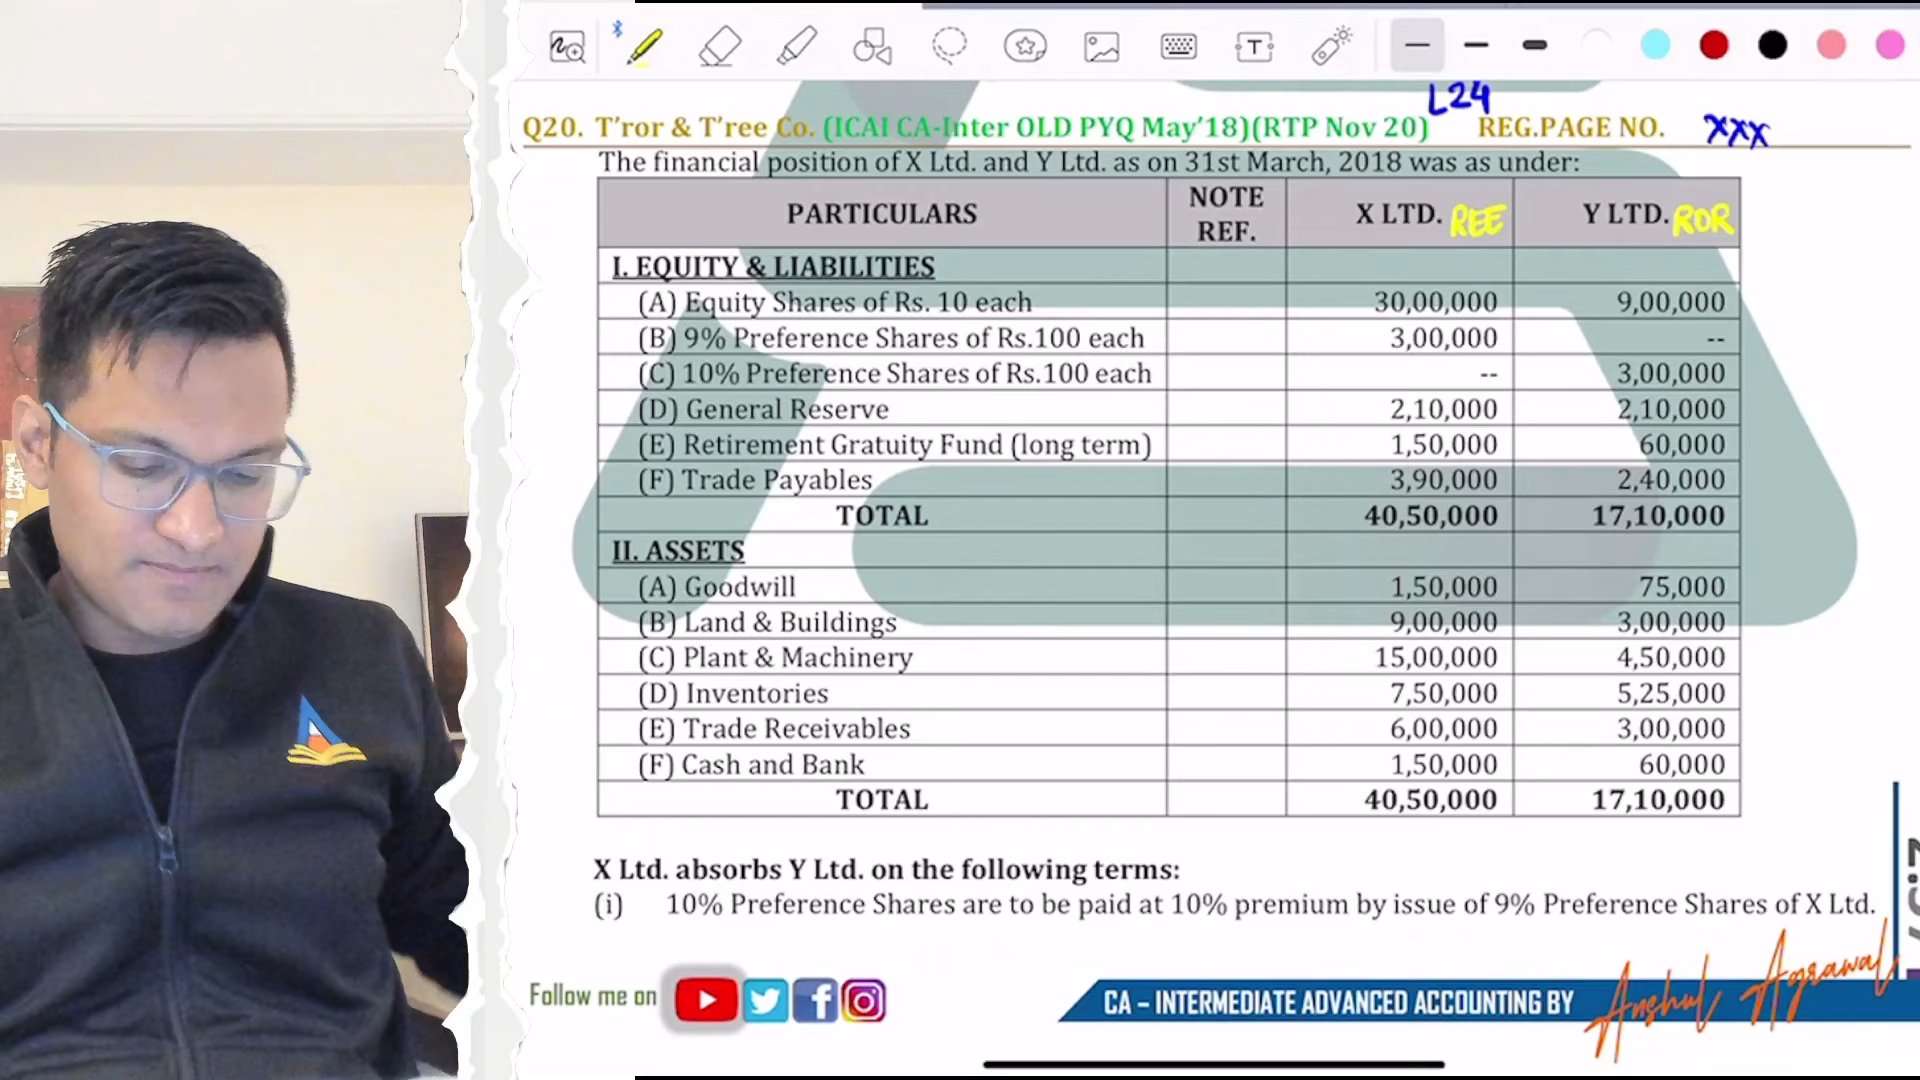 L24
Q20. T'ror & T'ree Co. (ICAI CA-Inter OLD PYQ May'18)(RTP Nov 20) REG.PAGE NO. XXX
The financial position of X Ltd. and Y Ltd. as on 31st March, 2018 was as under:
PARTICULARS NOTE REF. X LTD. REE Y LTD. ROR
I. EQUITY & LIABILITIES
(A) Equity Shares of Rs. 10 each 30,00,000 9,00,000
(B) 9% Preference Shares of Rs.100 each 3,00,000 --
(C) 10% Preference Shares of Rs.100 each -- 3,00,000
(D) General Reserve 2,10,000 2,10,000
(E) Retirement Gratuity Fund (long term) 1,50,000 60,000
(F) Trade Payables 3,90,000 2,40,000
TOTAL 40,50,000 17,10,000
II. ASSETS
(A) Goodwill 1,50,000 75,000
(B) Land & Buildings 9,00,000 3,00,000
(C) Plant & Machinery 15,00,000 4,50,000
(D) Inventories 7,50,000 5,25,000
(E) Trade Receivables 6,00,000 3,00,000
(F) Cash and Bank 1,50,000 60,000
TOTAL 40,50,000 17,10,000
X Ltd. absorbs Y Ltd. on the following terms:
(i) 10% Preference Shares are to be paid at 10% premium by issue of 9% Preference Shares of X Ltd.
Follow me on
CA – INTERMEDIATE ADVANCED ACCOUNTING BY Anshul Agrawal